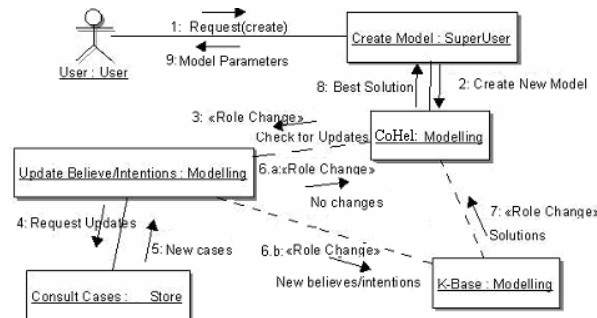 1: Request(create)
Create Model : SuperUser
9: Model Parameters
User : User
8: Best Solution
2: Create New Model
3: «Role Change»
Check for Updates
CoHel: Modelling
Update Believe/Intentions : Modelling
6.a:«Role Change»
No changes
4: Request Updates
5: New cases
7: «Role Change»
Solutions
6.b: «Role Change»
New believes/intentions
K-Base : Modelling
Consult Cases : Store